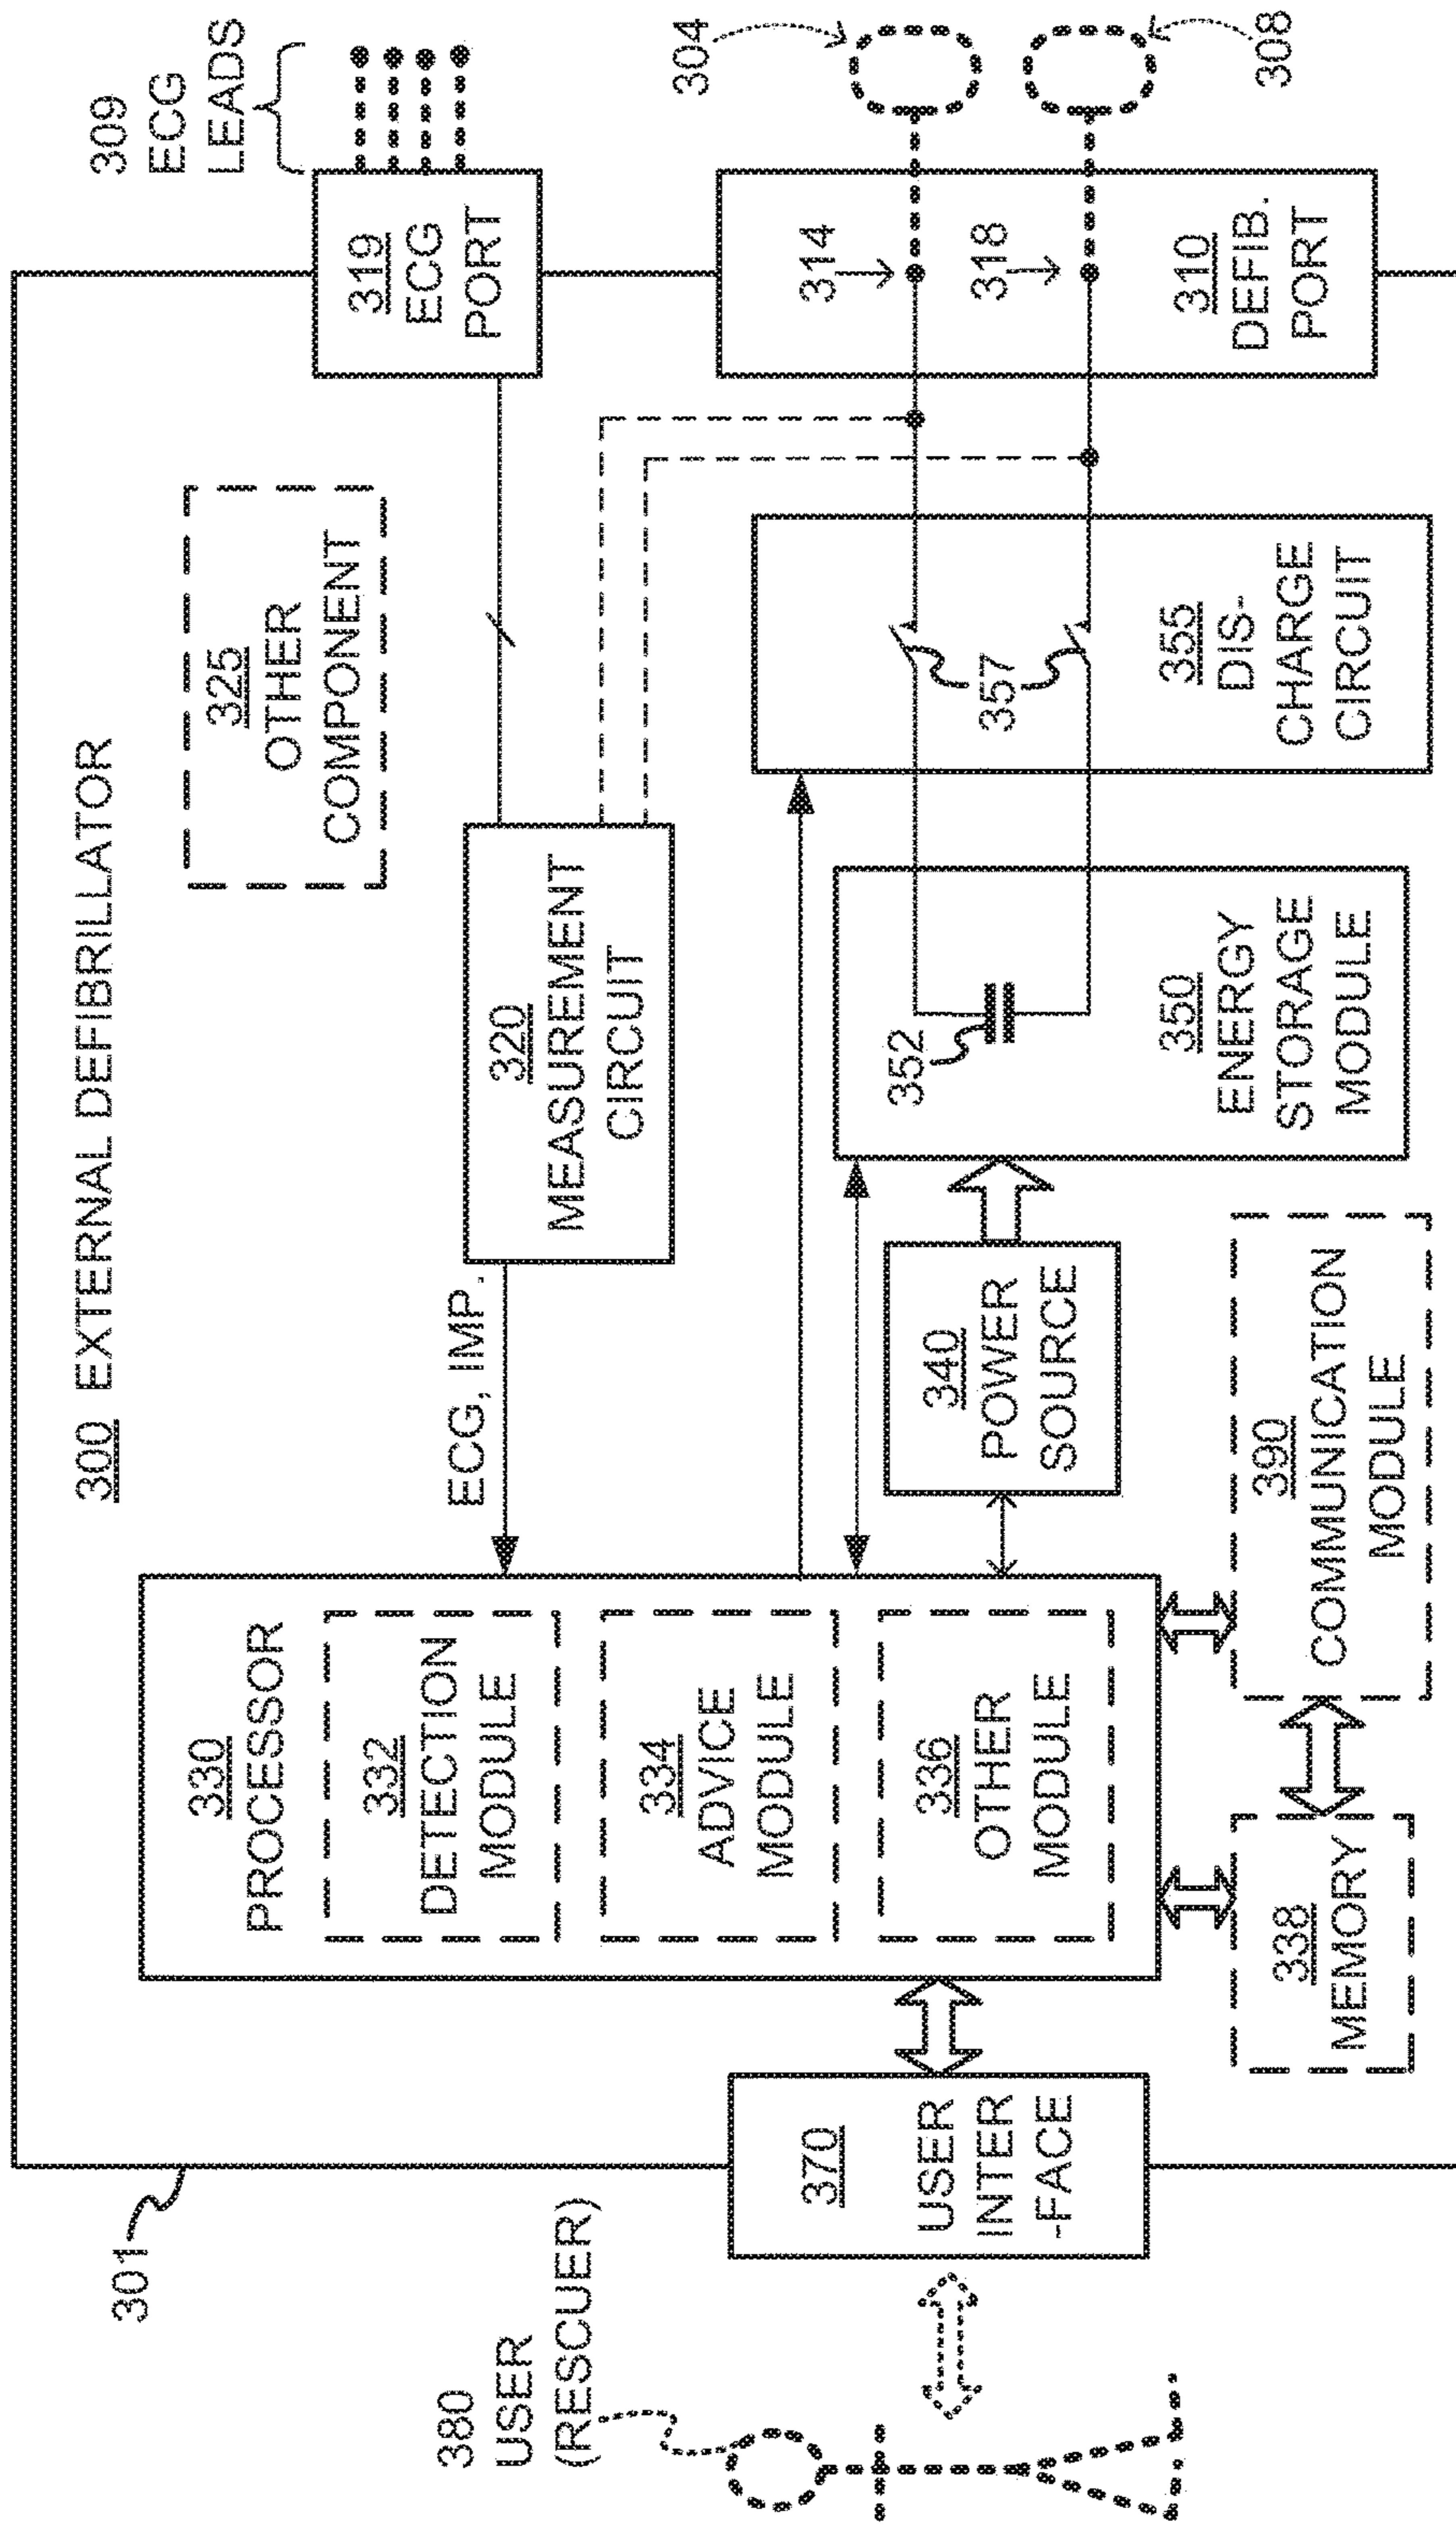 300 EXTERNAL DEFIBRILLATOR
301
380
USER
(RESCUER)
370
USER
INTER
-FACE
330
PROCESSOR
332
DETECTION
MODULE
334
ADVICE
MODULE
336
OTHER
MODULE
338
MEMORY
390
COMMUNICATION
MODULE
ECG, IMP.
340
POWER
SOURCE
320
MEASUREMENT
CIRCUIT
325
OTHER
COMPONENT
352
350
ENERGY
STORAGE
MODULE
357
355
DIS-
CHARGE
CIRCUIT
319
ECG
PORT
309
ECG
LEADS
314
318
310
DEFIB.
PORT
304
308